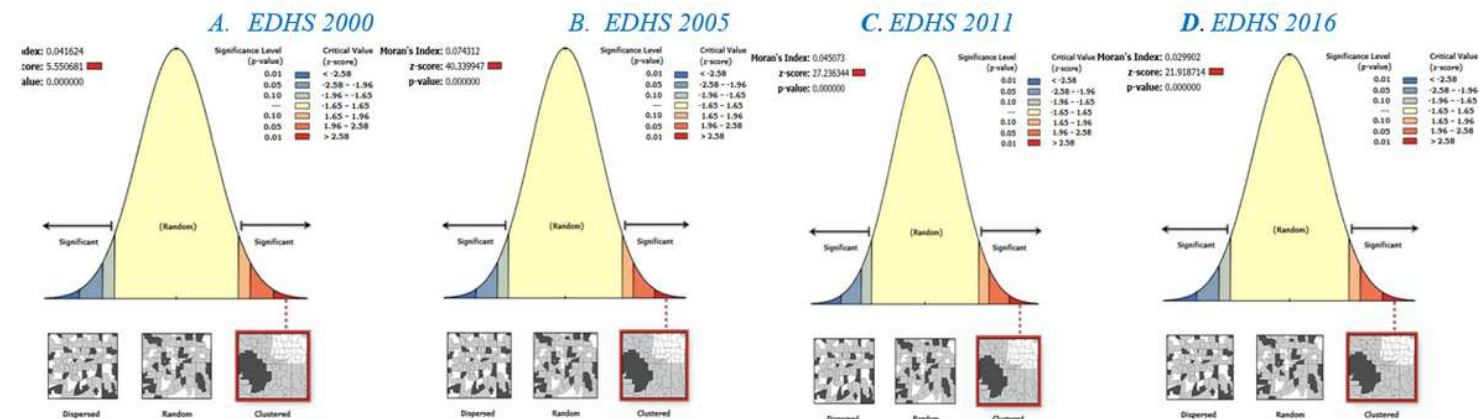 A. EDHS 2000
ndex: 0.041624
core: 5.550681
alue: 0.000000
Significance Level
(p-value)
Critical Value
(z-score)
0.01 < -2.58
0.05 -2.58 - -1.96
0.10 -1.96 - -1.65
— -1.65 - 1.65
0.10 1.65 - 1.96
0.05 1.96 - 2.58
0.01 > 2.58
Significant
(Random)
Significant
Dispersed
Random
Clustered
B. EDHS 2005
Moran's Index: 0.074312
z-score: 40.339947
p-value: 0.000000
Significance Level
(p-value)
Critical Value
(z-score)
0.01 < -2.58
0.05 -2.58 - -1.96
0.10 -1.96 - -1.65
— -1.65 - 1.65
0.10 1.65 - 1.96
0.05 1.96 - 2.58
0.01 > 2.58
Significant
(Random)
Significant
Dispersed
Random
Clustered
C. EDHS 2011
Moran's Index: 0.045073
z-score: 27.236344
p-value: 0.000000
Significance Level
(p-value)
Critical Value
(z-score)
0.01 < -2.58
0.05 -2.58 - -1.96
0.10 -1.96 - -1.65
— -1.65 - 1.65
0.10 1.65 - 1.96
0.05 1.96 - 2.58
0.01 > 2.58
Significant
(Random)
Significant
Dispersed
Random
Clustered
D. EDHS 2016
Moran's Index: 0.029902
z-score: 21.918714
p-value: 0.000000
Significance Level
(p-value)
Critical Value
(z-score)
0.01 < -2.58
0.05 -2.58 - -1.96
0.10 -1.96 - -1.65
— -1.65 - 1.65
0.10 1.65 - 1.96
0.05 1.96 - 2.58
0.01 > 2.58
Significant
(Random)
Significant
Dispersed
Random
Clustered